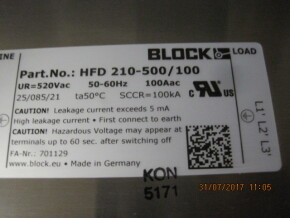 INE BLOCK LOAD
Part.No.: HFD 210-500/100
UR=520Vac 50-60Hz 100Aac
25/085/21 ta50°C SCCR=100kA
CAUTION! Leakage current exceeds 5 mA
High leakage current ! First connect to earth
CAUTION! Hazardous Voltage may appear at
terminals up to 60 sec. after switching off
FA-Nr.: 701129
www.block.eu Made in Germany
c RU US
L1' L2' L3'
KON
5171
31/07/2017 11:05